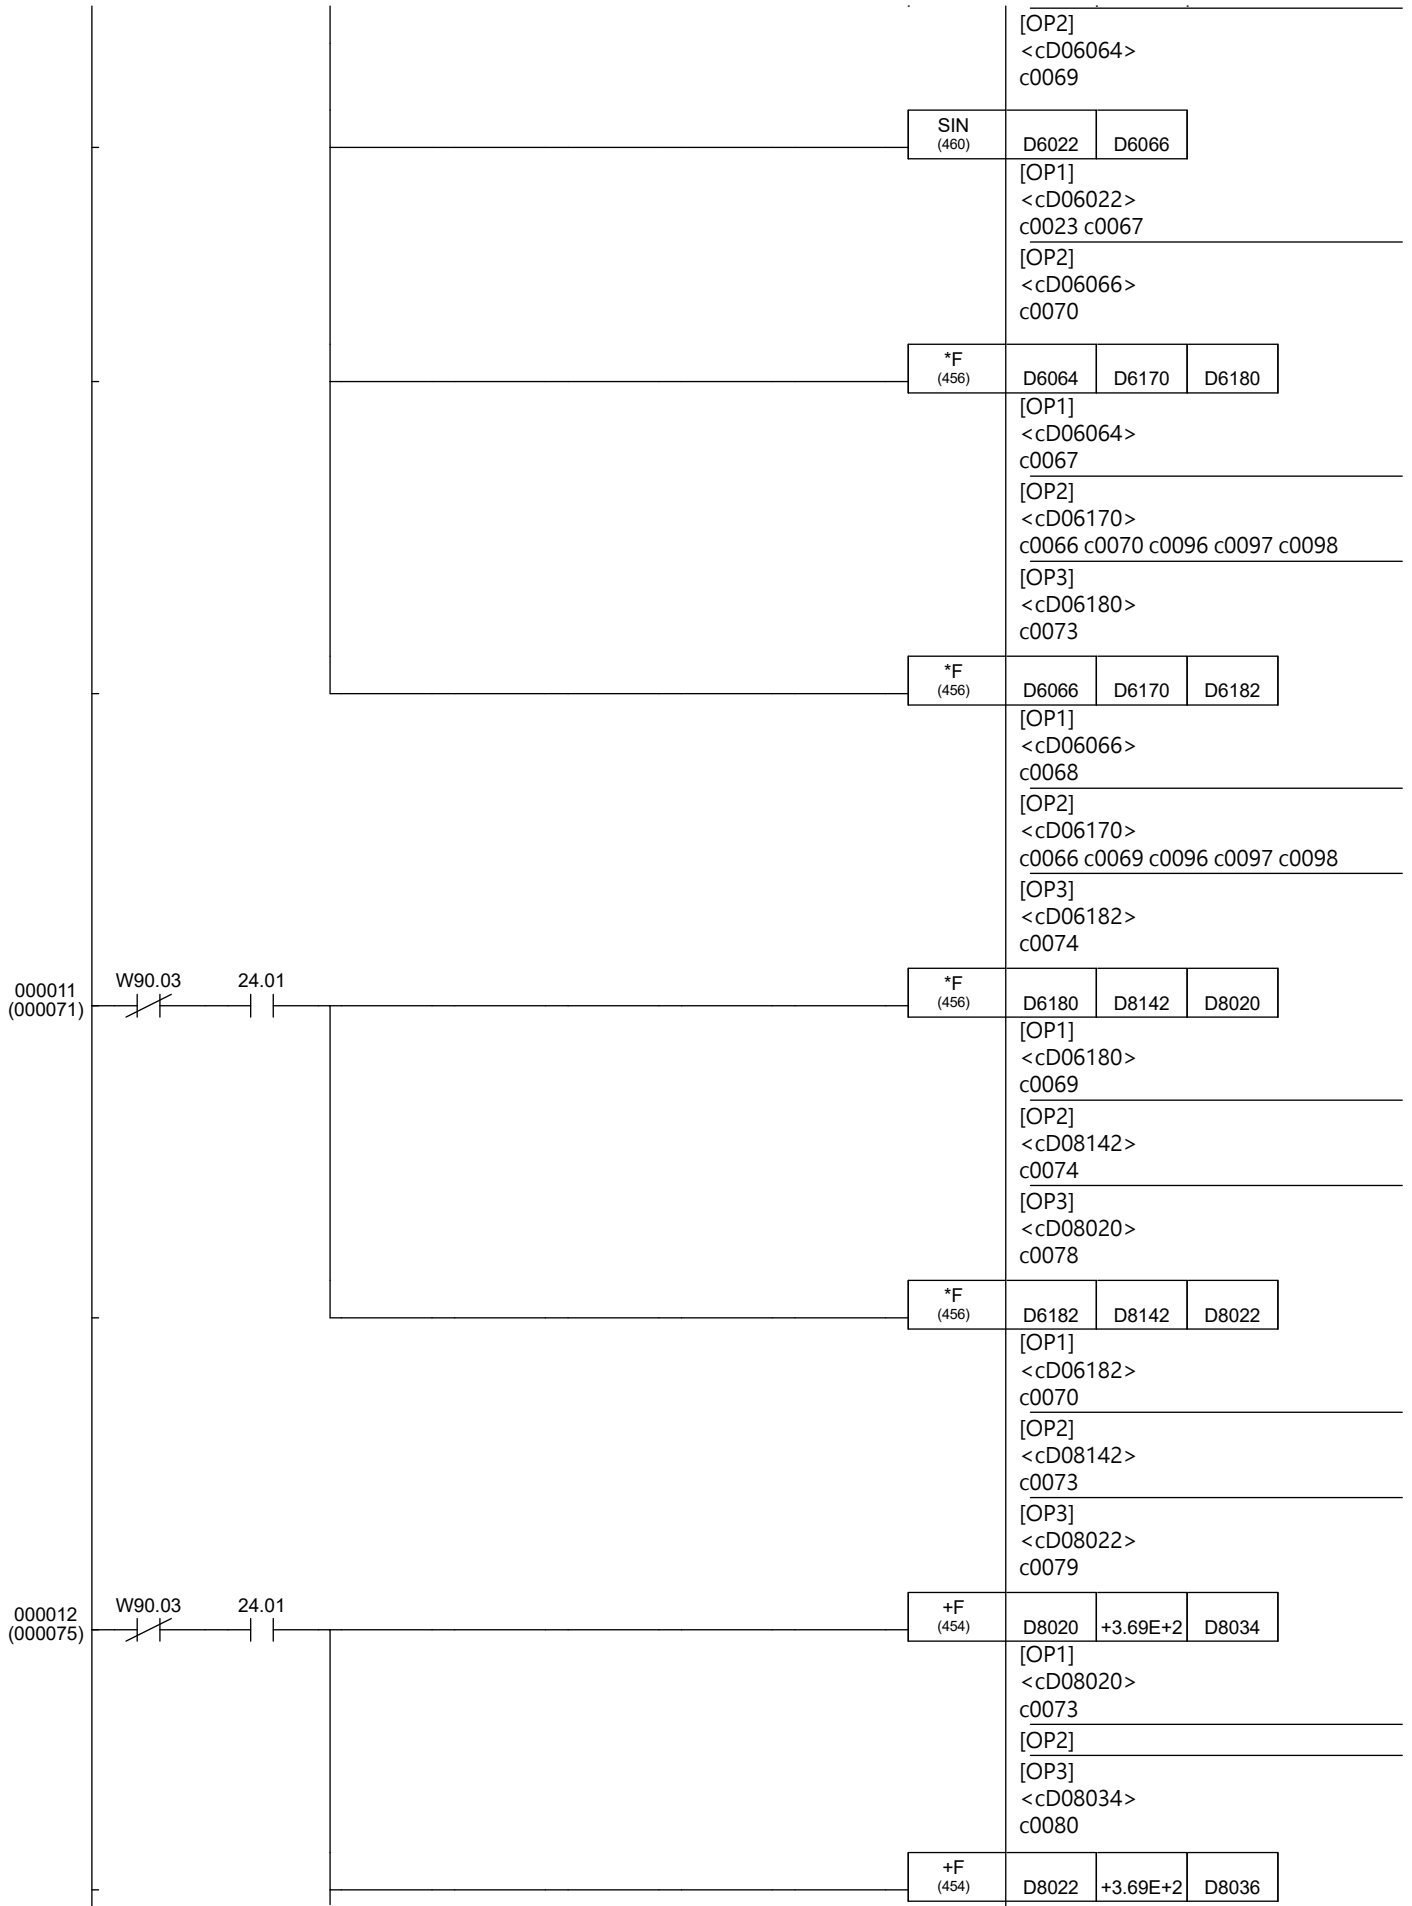 [OP2]
<cD06064>
c0069
SIN
(460) D6022 D6066
[OP1]
<cD06022>
c0023 c0067
[OP2]
<cD06066>
c0070
*F
(456) D6064 D6170 D6180
[OP1]
<cD06064>
c0067
[OP2]
<cD06170>
c0066 c0070 c0096 c0097 c0098
[OP3]
<cD06180>
c0073
*F
(456) D6066 D6170 D6182
[OP1]
<cD06066>
c0068
[OP2]
<cD06170>
c0066 c0069 c0096 c0097 c0098
[OP3]
<cD06182>
c0074
000011
(000071)
W90.03 24.01
*F
(456) D6180 D8142 D8020
[OP1]
<cD06180>
c0069
[OP2]
<cD08142>
c0074
[OP3]
<cD08020>
c0078
*F
(456) D6182 D8142 D8022
[OP1]
<cD06182>
c0070
[OP2]
<cD08142>
c0073
[OP3]
<cD08022>
c0079
000012
(000075)
W90.03 24.01
+F
(454) D8020 +3.69E+2 D8034
[OP1]
<cD08020>
c0073
[OP2]
[OP3]
<cD08034>
c0080
+F
(454) D8022 +3.69E+2 D8036